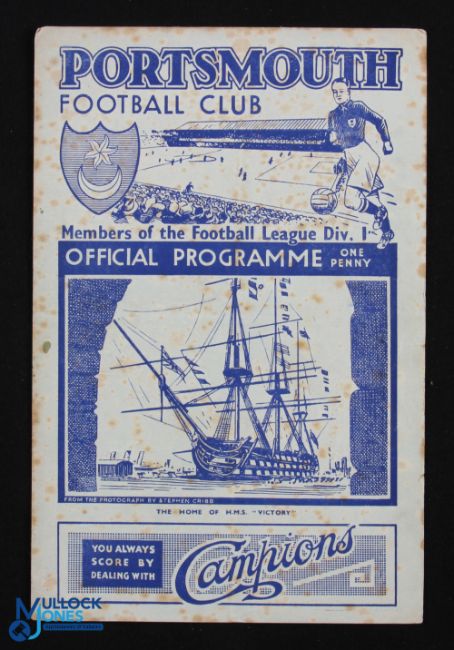 PORTSMOUTH
FOOTBALL CLUB
Members of the Football League Div. I
OFFICIAL PROGRAMME ONE PENNY
FROM THE PHOTOGRAPH BY STEPHEN CRIBB
THE HOME OF H.M.S. "VICTORY"
YOU ALWAYS
SCORE BY
DEALING WITH
Campions
MULLOCK
JONES